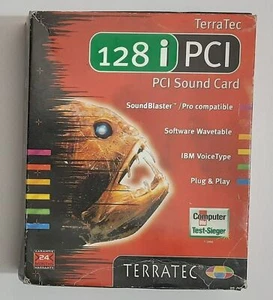 TerraTec
128 i PCI
PCI Sound Card
SoundBlaster™/Pro compatible
Software Wavetable
IBM VoiceType
Plug & Play
Computer
Test-Sieger
24
TERRATEC